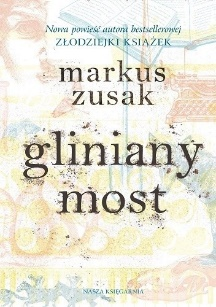 Nowa powieść autora bestsellerowej
ZŁODZIEJKI KSIĄŻEK
markus
zusak
gliniany
most
NASZA KSIĘGARNIA